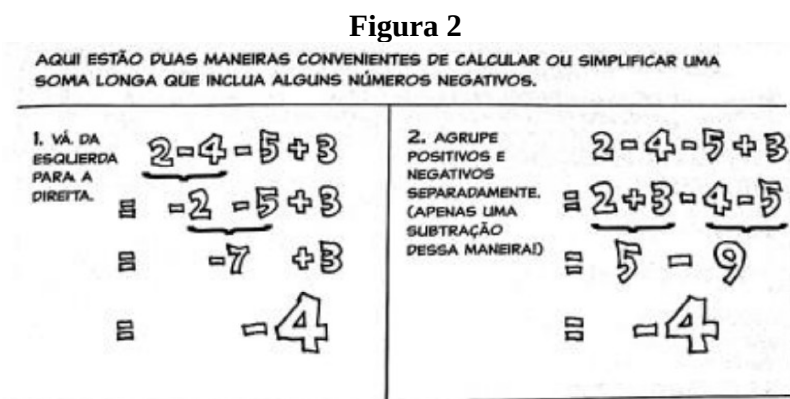 Figura 2
AQUI ESTÃO DUAS MANEIRAS CONVENIENTES DE CALCULAR OU SIMPLIFICAR UMA
SOMA LONGA QUE INCLUA ALGUNS NÚMEROS NEGATIVOS.
1. VÁ DA
ESQUERDA
PARA A
DIREITA.
2-4-5+3
= -2 -5+3
= -7 +3
= -4
2. AGRUPE
POSITIVOS E
NEGATIVOS
SEPARADAMENTE.
(APENAS UMA
SUBTRAÇÃO
DESSA MANEIRA!)
2-4-5+3
= 2+3-4-5
= 5 - 9
= -4